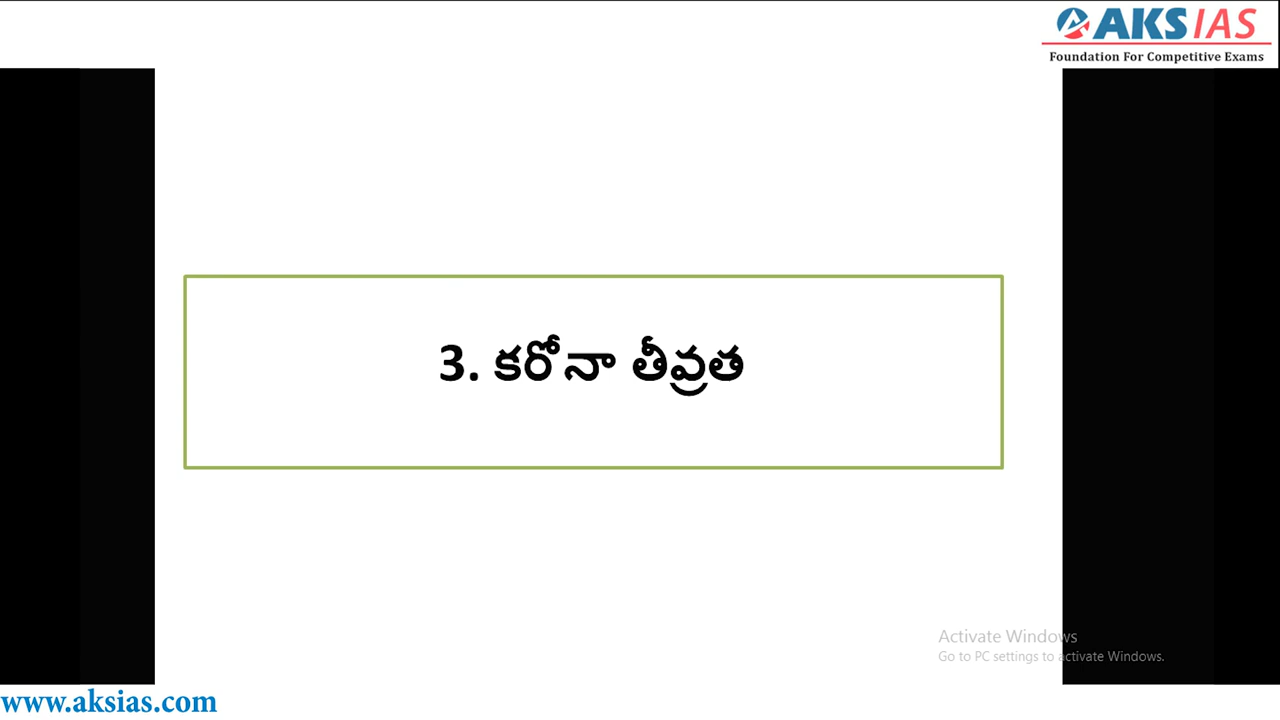 AKS IAS
Foundation For Competitive Exams
3. కరోనా తీవ్రత
Activate Windows
Go to PC settings to activate Windows.
www.aksias.com